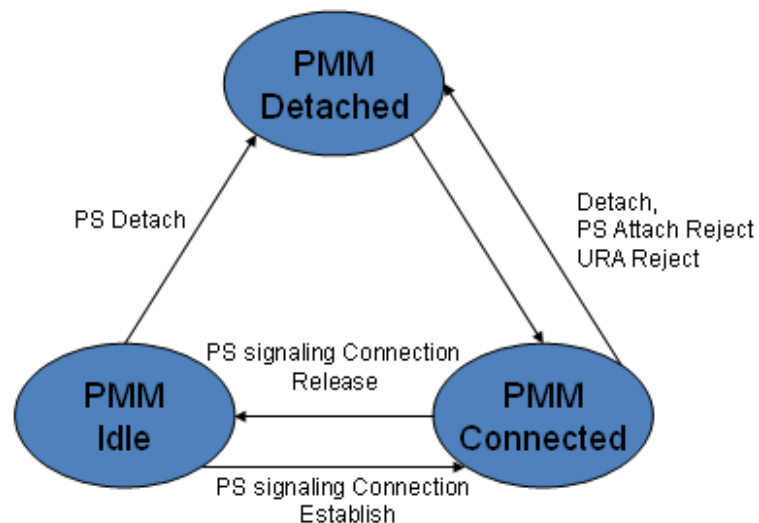 PMM
Detached
PS Detach
Detach,
PS Attach Reject
URA Reject
PS signaling Connection
Release
PMM
Idle
PMM
Connected
PS signaling Connection
Establish